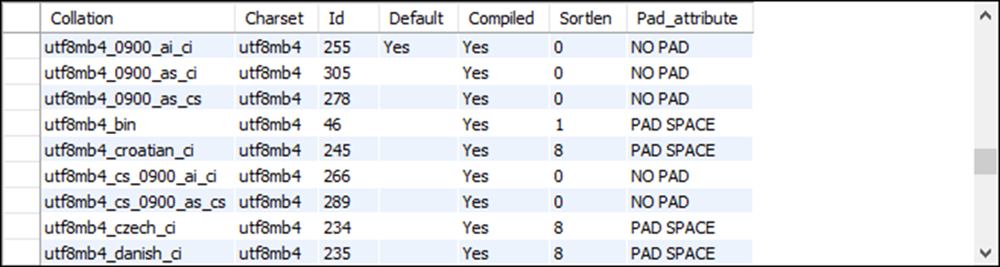 Collation Charset Id Default Compiled Sortlen Pad_attribute
utf8mb4_0900_ai_ci utf8mb4 255 Yes Yes 0 NO PAD
utf8mb4_0900_as_ci utf8mb4 305 Yes 0 NO PAD
utf8mb4_0900_as_cs utf8mb4 278 Yes 0 NO PAD
utf8mb4_bin utf8mb4 46 Yes 1 PAD SPACE
utf8mb4_croatian_ci utf8mb4 245 Yes 8 PAD SPACE
utf8mb4_cs_0900_ai_ci utf8mb4 266 Yes 0 NO PAD
utf8mb4_cs_0900_as_cs utf8mb4 289 Yes 0 NO PAD
utf8mb4_czech_ci utf8mb4 234 Yes 8 PAD SPACE
utf8mb4_danish_ci utf8mb4 235 Yes 8 PAD SPACE